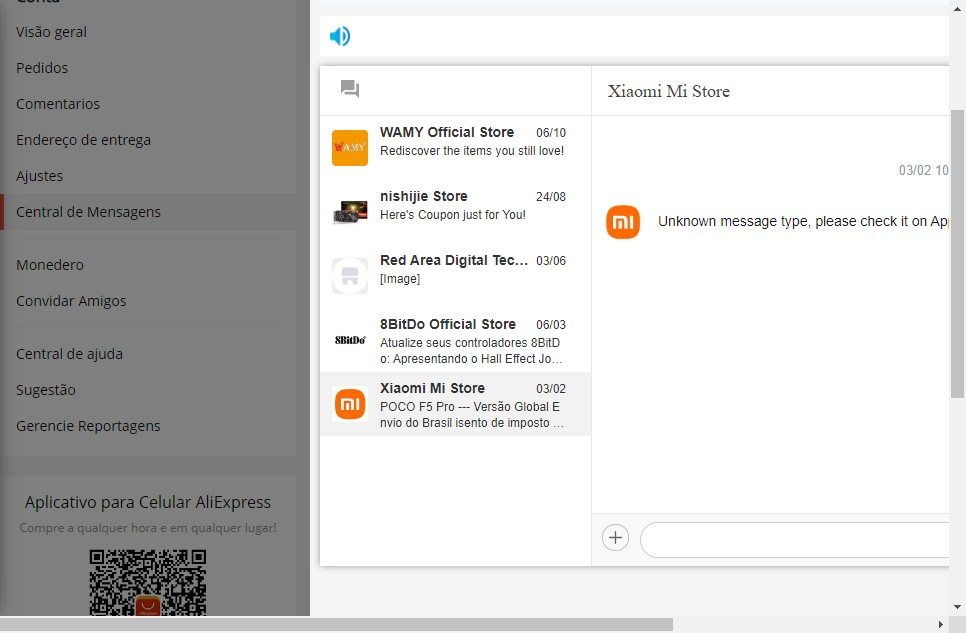 Visão geral
Pedidos
Comentarios
Endereço de entrega
Ajustes
Central de Mensagens
Monedero
Convidar Amigos
Central de ajuda
Sugestão
Gerencie Reportagens
Aplicativo para Celular AliExpress
Compre a qualquer hora e em qualquer lugar!
WAMY
WAMY Official Store 06/10
Rediscover the items you still love!
nishijie Store 24/08
Here's Coupon just for You!
Red Area Digital Tec… 03/06
[Image]
8BitDo
8BitDo Official Store 06/03
Atualize seus controladores 8BitD
o: Apresentando o Hall Effect Jo…
Xiaomi Mi Store 03/02
POCO F5 Pro --- Versão Global E
nvio do Brasil isento de imposto …
Xiaomi Mi Store
03/02 10
Unknown message type, please check it on Ap